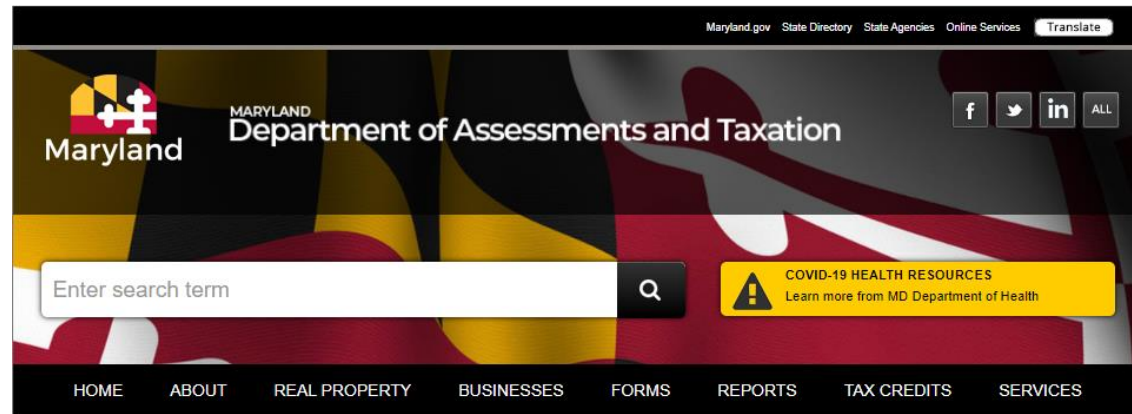 Maryland.gov State Directory State Agencies Online Services Translate
Maryland
MARYLAND
Department of Assessments and Taxation
f in ALL
Enter search term
COVID-19 HEALTH RESOURCES
Learn more from MD Department of Health
HOME ABOUT REAL PROPERTY BUSINESSES FORMS REPORTS TAX CREDITS SERVICES